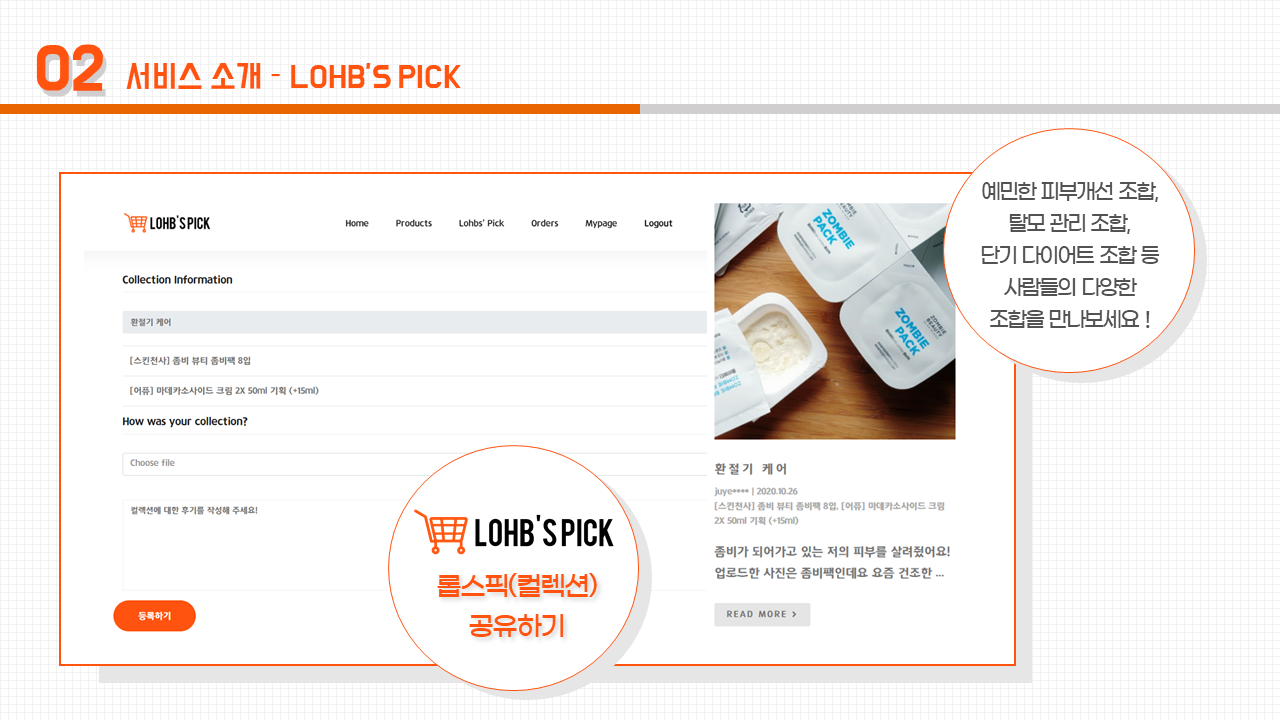 02 서비스 소개 - LOHB'S PICK
LOHB'S PICK
Home Products Lohbs' Pick Orders Mypage Logout
Collection Information
환절기 케어
[스킨천사] 좀비 뷰티 좀비팩 8입
[어퓨] 마데카소사이드 크림 2X 50ml 기획 (+15ml)
How was your collection?
Choose file
컬렉션에 대한 후기를 작성해 주세요!
등록하기
LOHB'S PICK
롭스픽(컬렉션)
공유하기
ZOMBIE
PACK
ZOMBIE
BEAUTY
ZOMBIE
PACK
환절기 케어
juye**** | 2020.10.26
[스킨천사] 좀비 뷰티 좀비팩 8입, [어퓨] 마데카소사이드 크림
2X 50ml 기획 (+15ml)
좀비가 되어가고 있는 저의 피부를 살려줬어요!
업로드한 사진은 좀비팩인데요 요즘 건조한 ...
READ MORE >
예민한 피부개선 조합,
탈모 관리 조합,
단기 다이어트 조합 등
사람들의 다양한
조합을 만나보세요 !